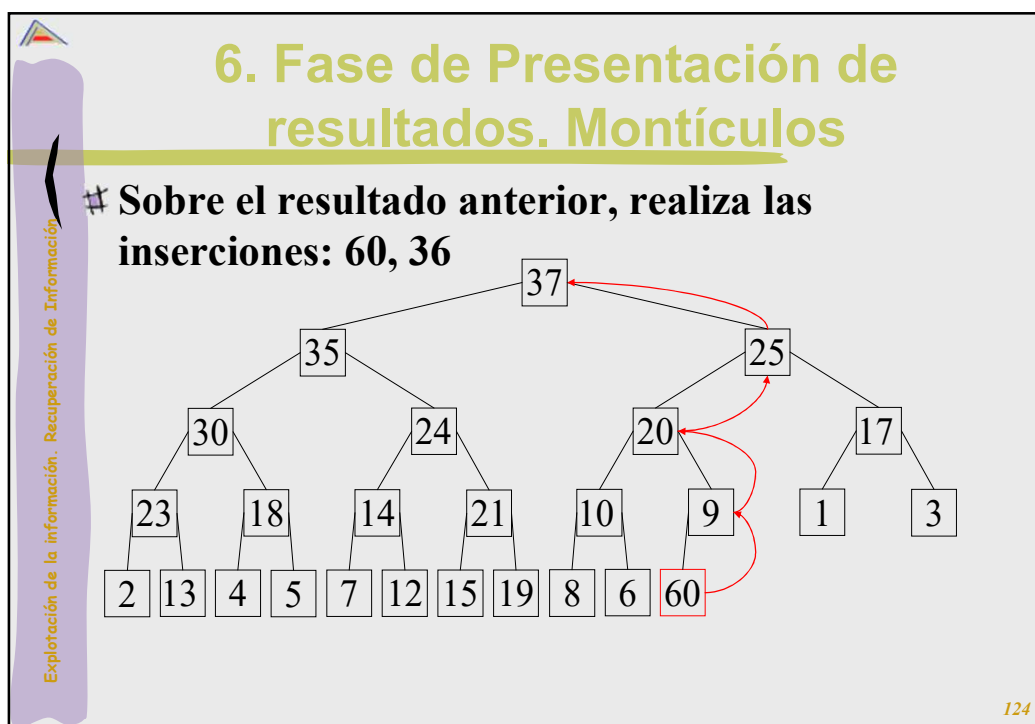 6. Fase de Presentación de
resultados. Montículos
Sobre el resultado anterior, realiza las
inserciones: 60, 36
37
35 25
30 24 20 17
23 18 14 21 10 9 1 3
2 13 4 5 7 12 15 19 8 6 60
Explotación de la información. Recuperación de Información
124